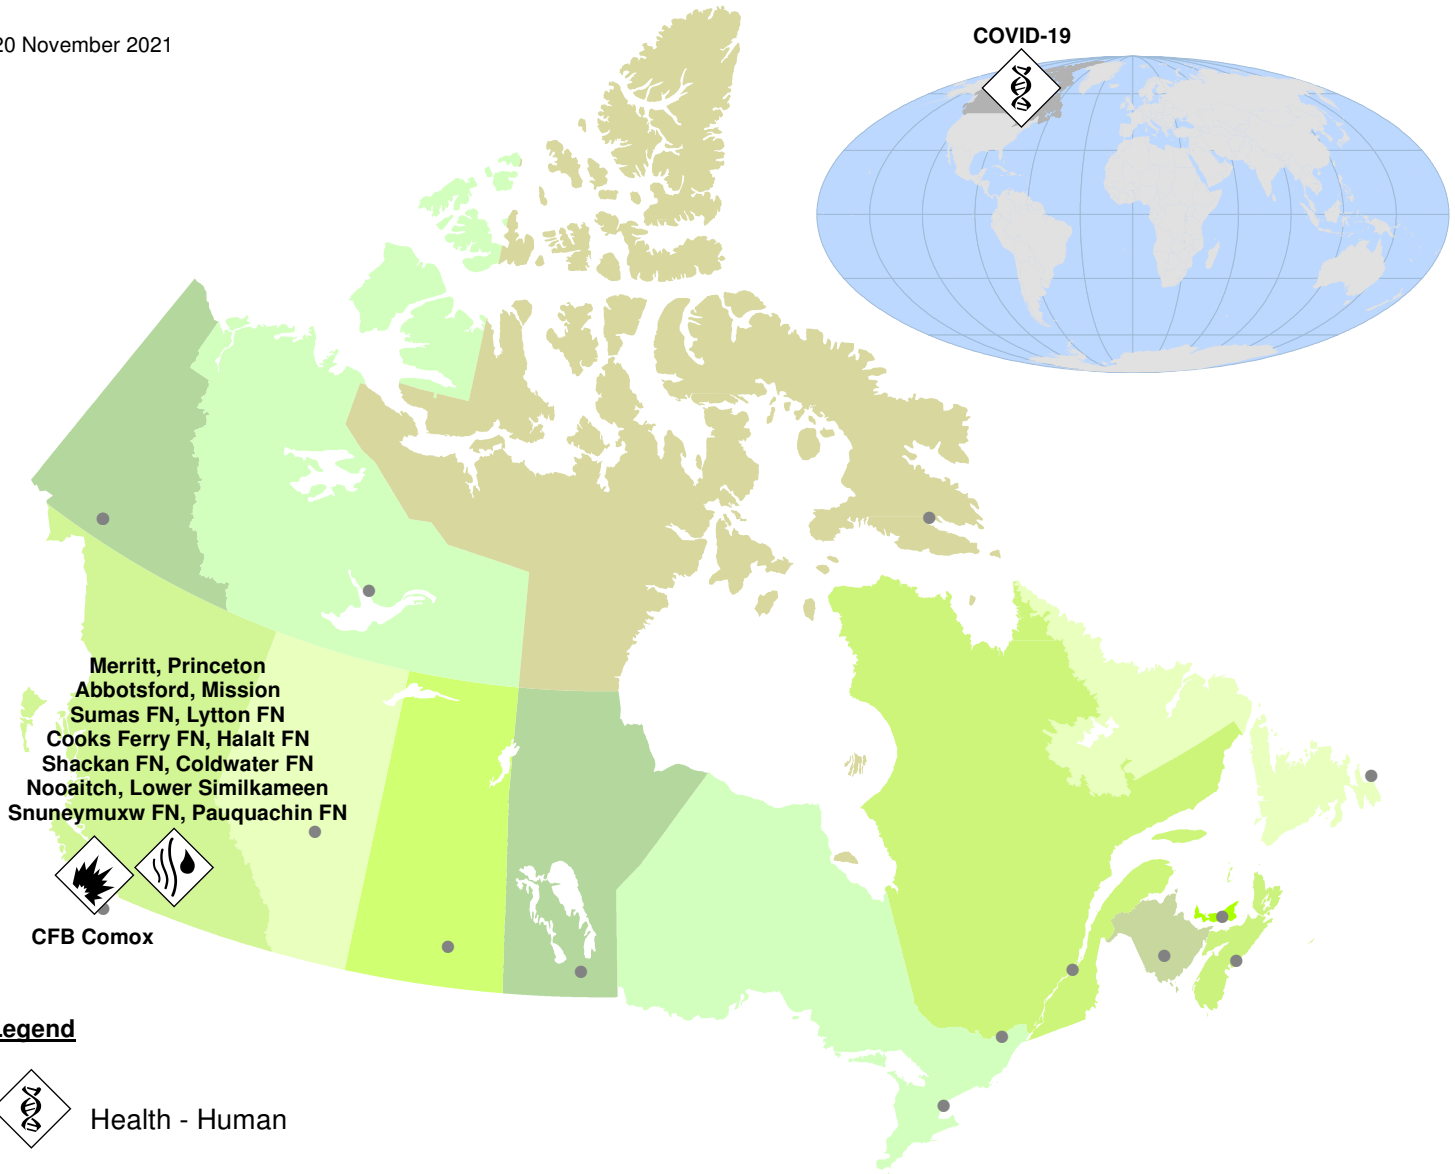 20 November 2021
COVID-19
Merritt, Princeton
Abbotsford, Mission
Sumas FN, Lytton FN
Cooks Ferry FN, Halalt FN
Shackan FN, Coldwater FN
Nooaitch, Lower Similkameen
Snuneymuxw FN, Pauquachin FN
CFB Comox
Legend
Health - Human